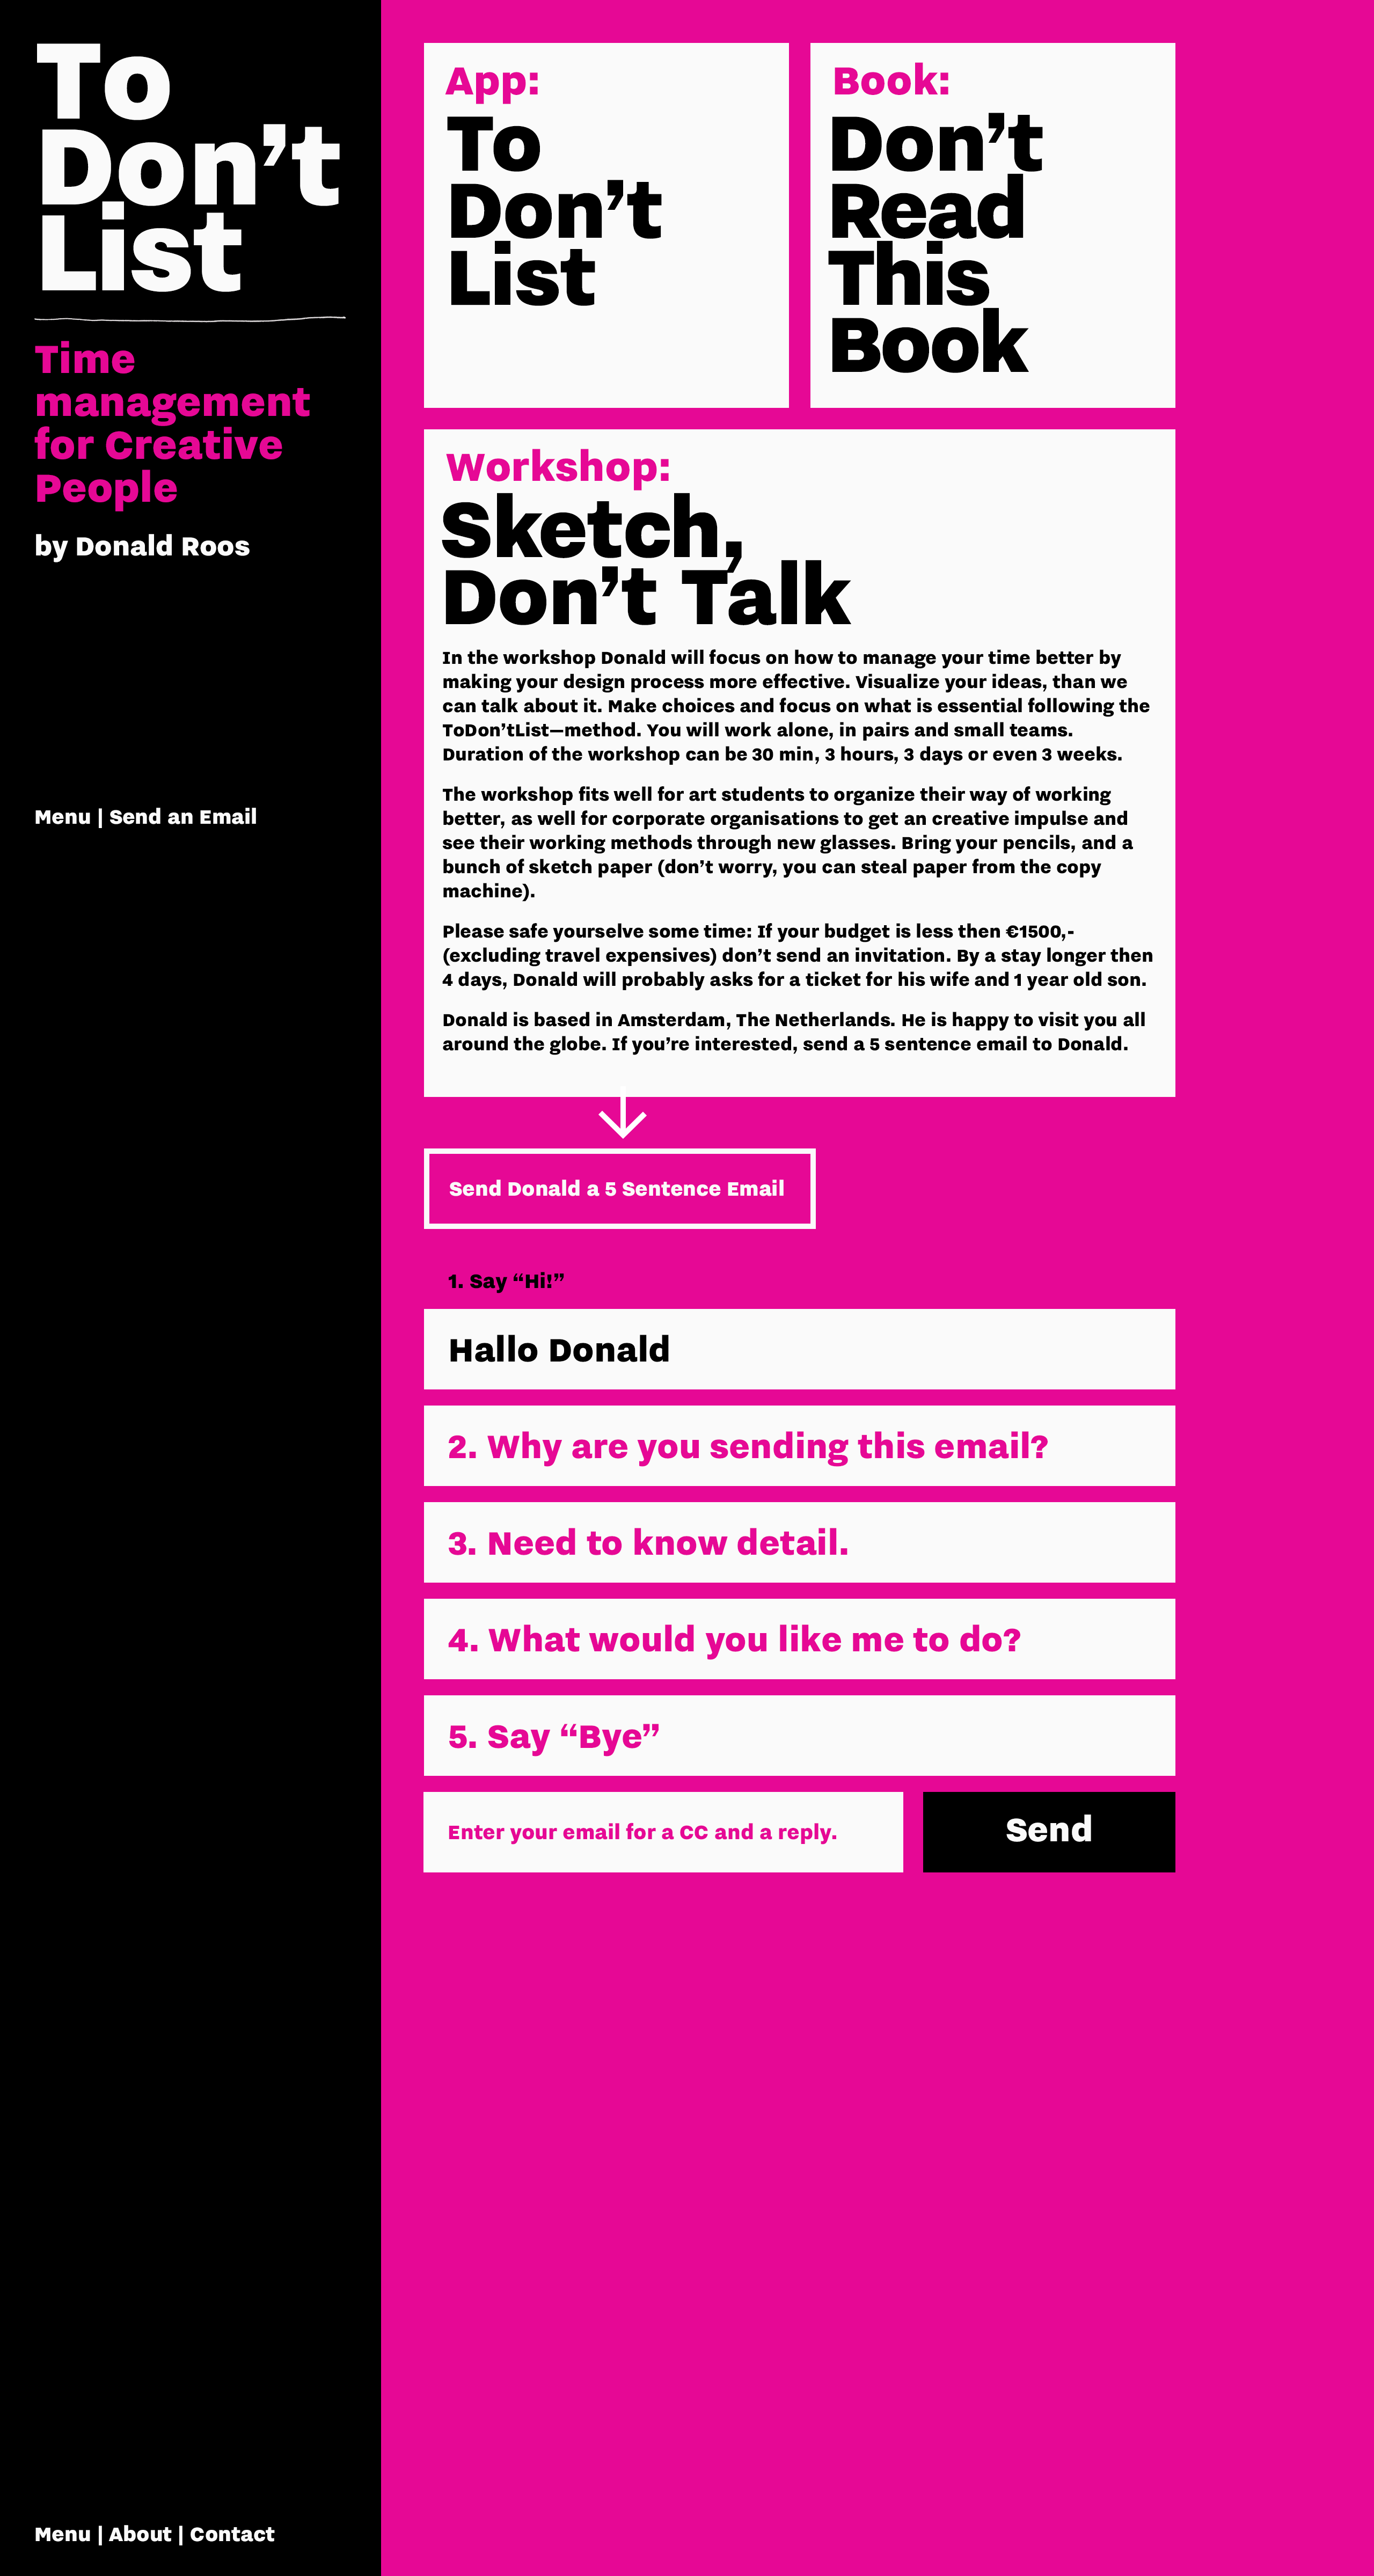 To
Don’t
List
Time
management
for Creative
People
by Donald Roos
Menu | Send an Email
Menu | About | Contact
App:
To
Don’t
List
Book:
Don’t
Read
This
Book
Workshop:
Sketch,
Don’t Talk
In the workshop Donald will focus on how to manage your time better by
making your design process more effective. Visualize your ideas, than we
can talk about it. Make choices and focus on what is essential following the
ToDon’tList—method. You will work alone, in pairs and small teams.
Duration of the workshop can be 30 min, 3 hours, 3 days or even 3 weeks.
The workshop fits well for art students to organize their way of working
better, as well for corporate organisations to get an creative impulse and
see their working methods through new glasses. Bring your pencils, and a
bunch of sketch paper (don’t worry, you can steal paper from the copy
machine).
Please safe yourselve some time: If your budget is less then €1500,-
(excluding travel expensives) don’t send an invitation. By a stay longer then
4 days, Donald will probably asks for a ticket for his wife and 1 year old son.
Donald is based in Amsterdam, The Netherlands. He is happy to visit you all
around the globe. If you’re interested, send a 5 sentence email to Donald.
Send Donald a 5 Sentence Email
1. Say “Hi!”
Hallo Donald
2. Why are you sending this email?
3. Need to know detail.
4. What would you like me to do?
5. Say “Bye”
Enter your email for a CC and a reply.
Send